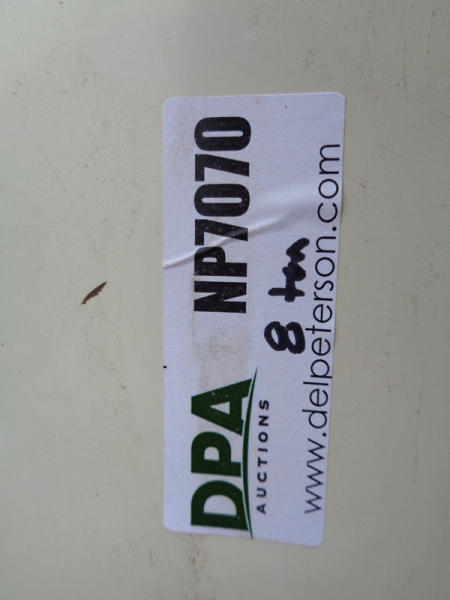 DPA
AUCTIONS
NP7070
8 ton
www.delpeterson.com